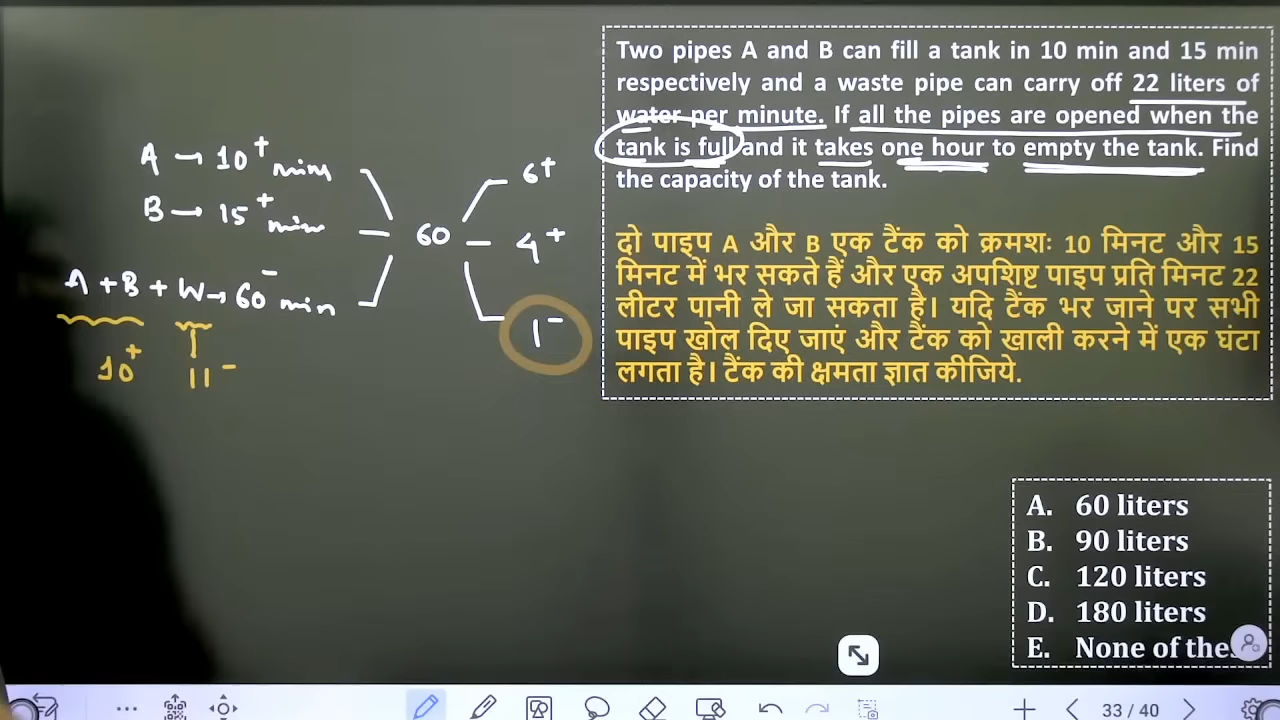 Two pipes A and B can fill a tank in 10 min and 15 min
respectively and a waste pipe can carry off 22 liters of
water per minute. If all the pipes are opened when the
tank is full and it takes one hour to empty the tank. Find
the capacity of the tank.
दो पाइप A और B एक टैंक को क्रमशः 10 मिनट और 15
मिनट में भर सकते हैं और एक अपशिष्ट पाइप प्रति मिनट 22
लीटर पानी ले जा सकता है। यदि टैंक भर जाने पर सभी
पाइप खोल दिए जाएं और टैंक को खाली करने में एक घंटा
लगता है। टैंक की क्षमता ज्ञात कीजिये.
A → 10+ mins
B → 15+ min
A + B + W → 60- min
10+ 11-
60
6+
4+
1-
A. 60 liters
B. 90 liters
C. 120 liters
D. 180 liters
E. None of the
33 / 40